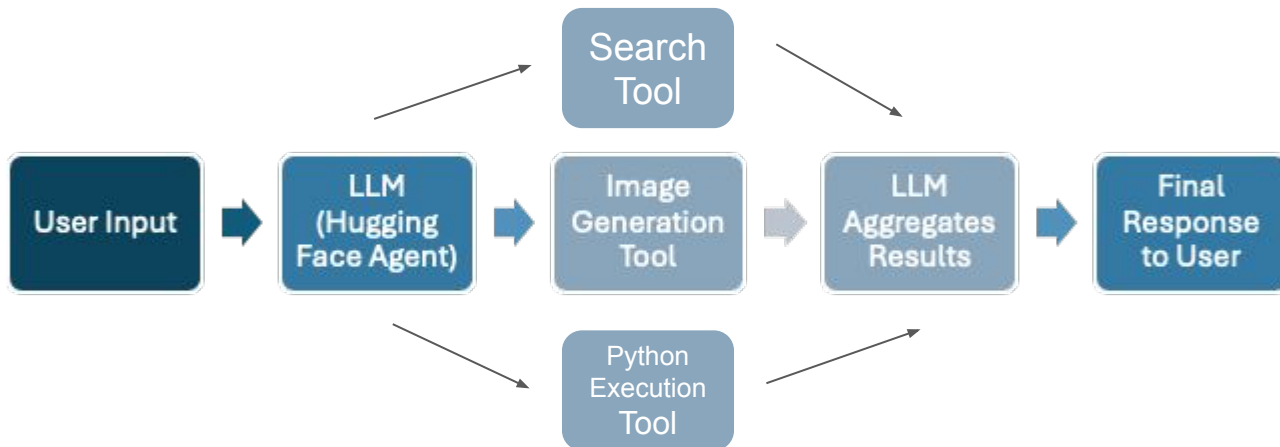 Search
Tool
User Input
LLM
(Hugging
Face Agent)
Image
Generation
Tool
LLM
Aggregates
Results
Final
Response
to User
Python
Execution
Tool